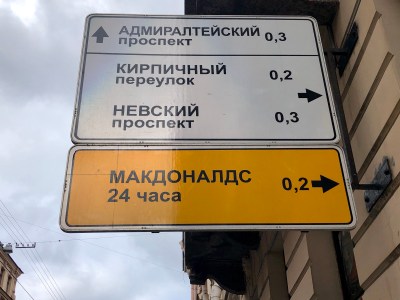 АДМИРАЛТЕЙСКИЙ
проспект 0,3
КИРПИЧНЫЙ
переулок 0,2
НЕВСКИЙ
проспект 0,3
МАКДОНАЛДС
24 часа 0,2